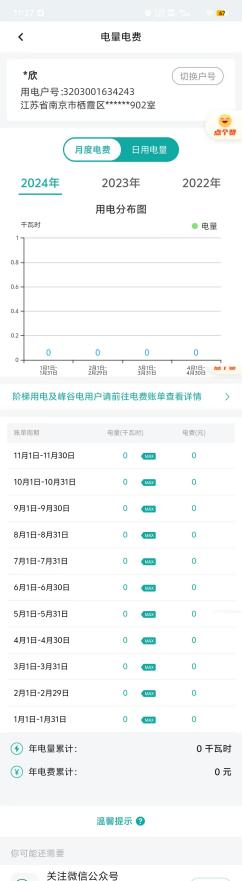 11:27
67
电量电费
*欣
切换户号
用电户号:3203001634243
江苏省南京市栖霞区******902室
点个赞
月度电费 日用电量
2024年 2023年 2022年
用电分布图
千瓦时
电量
1
0.8
0.6
0.4
0.2
0
0 0 0 0
1月1日- 2月1日- 3月1日- 4月1日-
1月31日 2月29日 3月31日 4月30日
阶梯用电及峰谷电用户请前往电费账单查看详情
账单周期 电量(千瓦时) 电费(元)
11月1日-11月30日 0 MAX 0
10月1日-10月31日 0 MAX 0
9月1日-9月30日 0 MAX 0
8月1日-8月31日 0 MAX 0
7月1日-7月31日 0 MAX 0
6月1日-6月30日 0 MAX 0
5月1日-5月31日 0 MAX 0
4月1日-4月30日 0 MAX 0
3月1日-3月31日 0 MAX 0
2月1日-2月29日 0 MAX 0
1月1日-1月31日 0 MAX 0
年电量累计: 0 千瓦时
¥ 年电费累计: 0 元
温馨提示 ?
你可能还需要
关注微信公众号